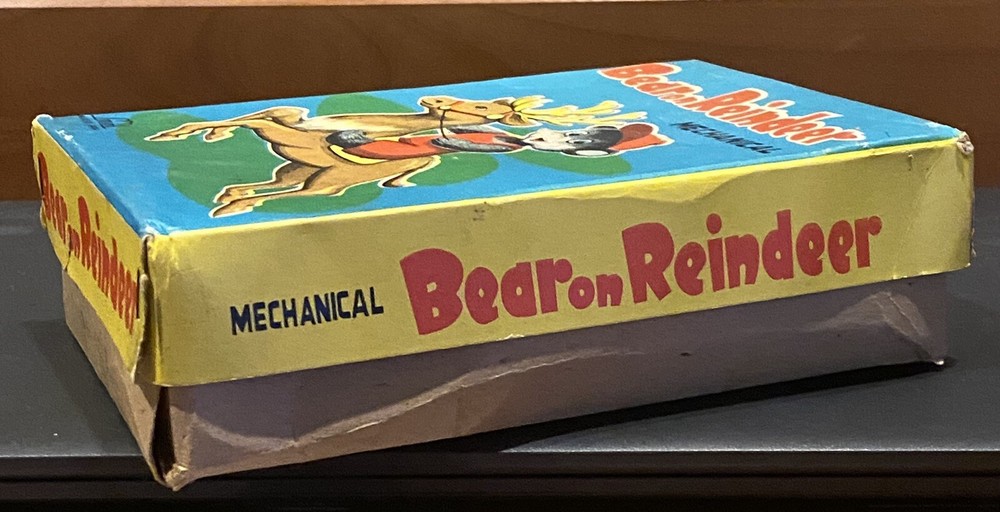 Bear on Reindeer
MECHANICAL
Bear on Reindeer
MECHANICAL Bear on Reindeer